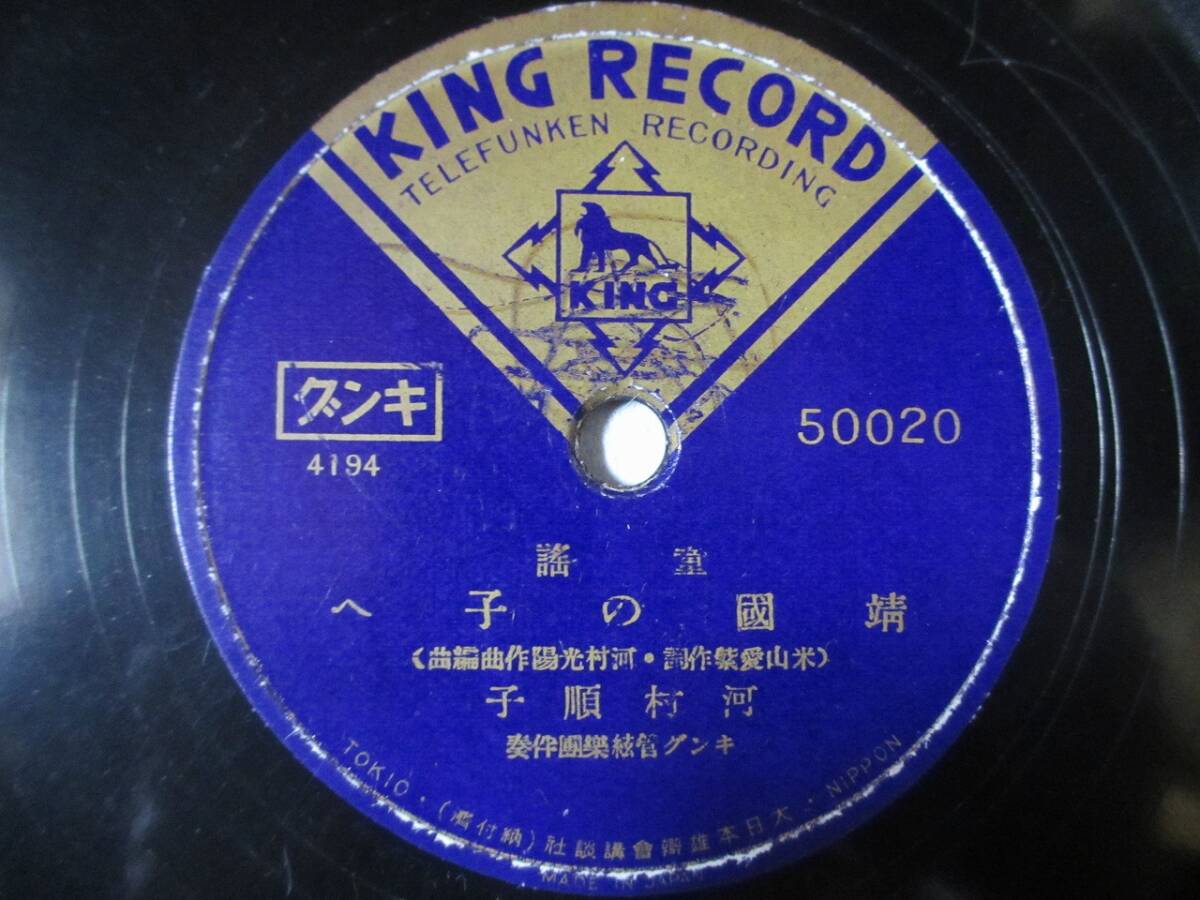 KING RECORD
TELEFUNKEN RECORDING
KING
キング
4194
50020
童謠
靖國の子へ
(米山愛紫作詞・河村光陽作曲編曲)
河村順子
キング管絃樂團伴奏
TOKIO・(納付濟)社談講會辯雄本日大・NIPPON
MADE IN JAPAN